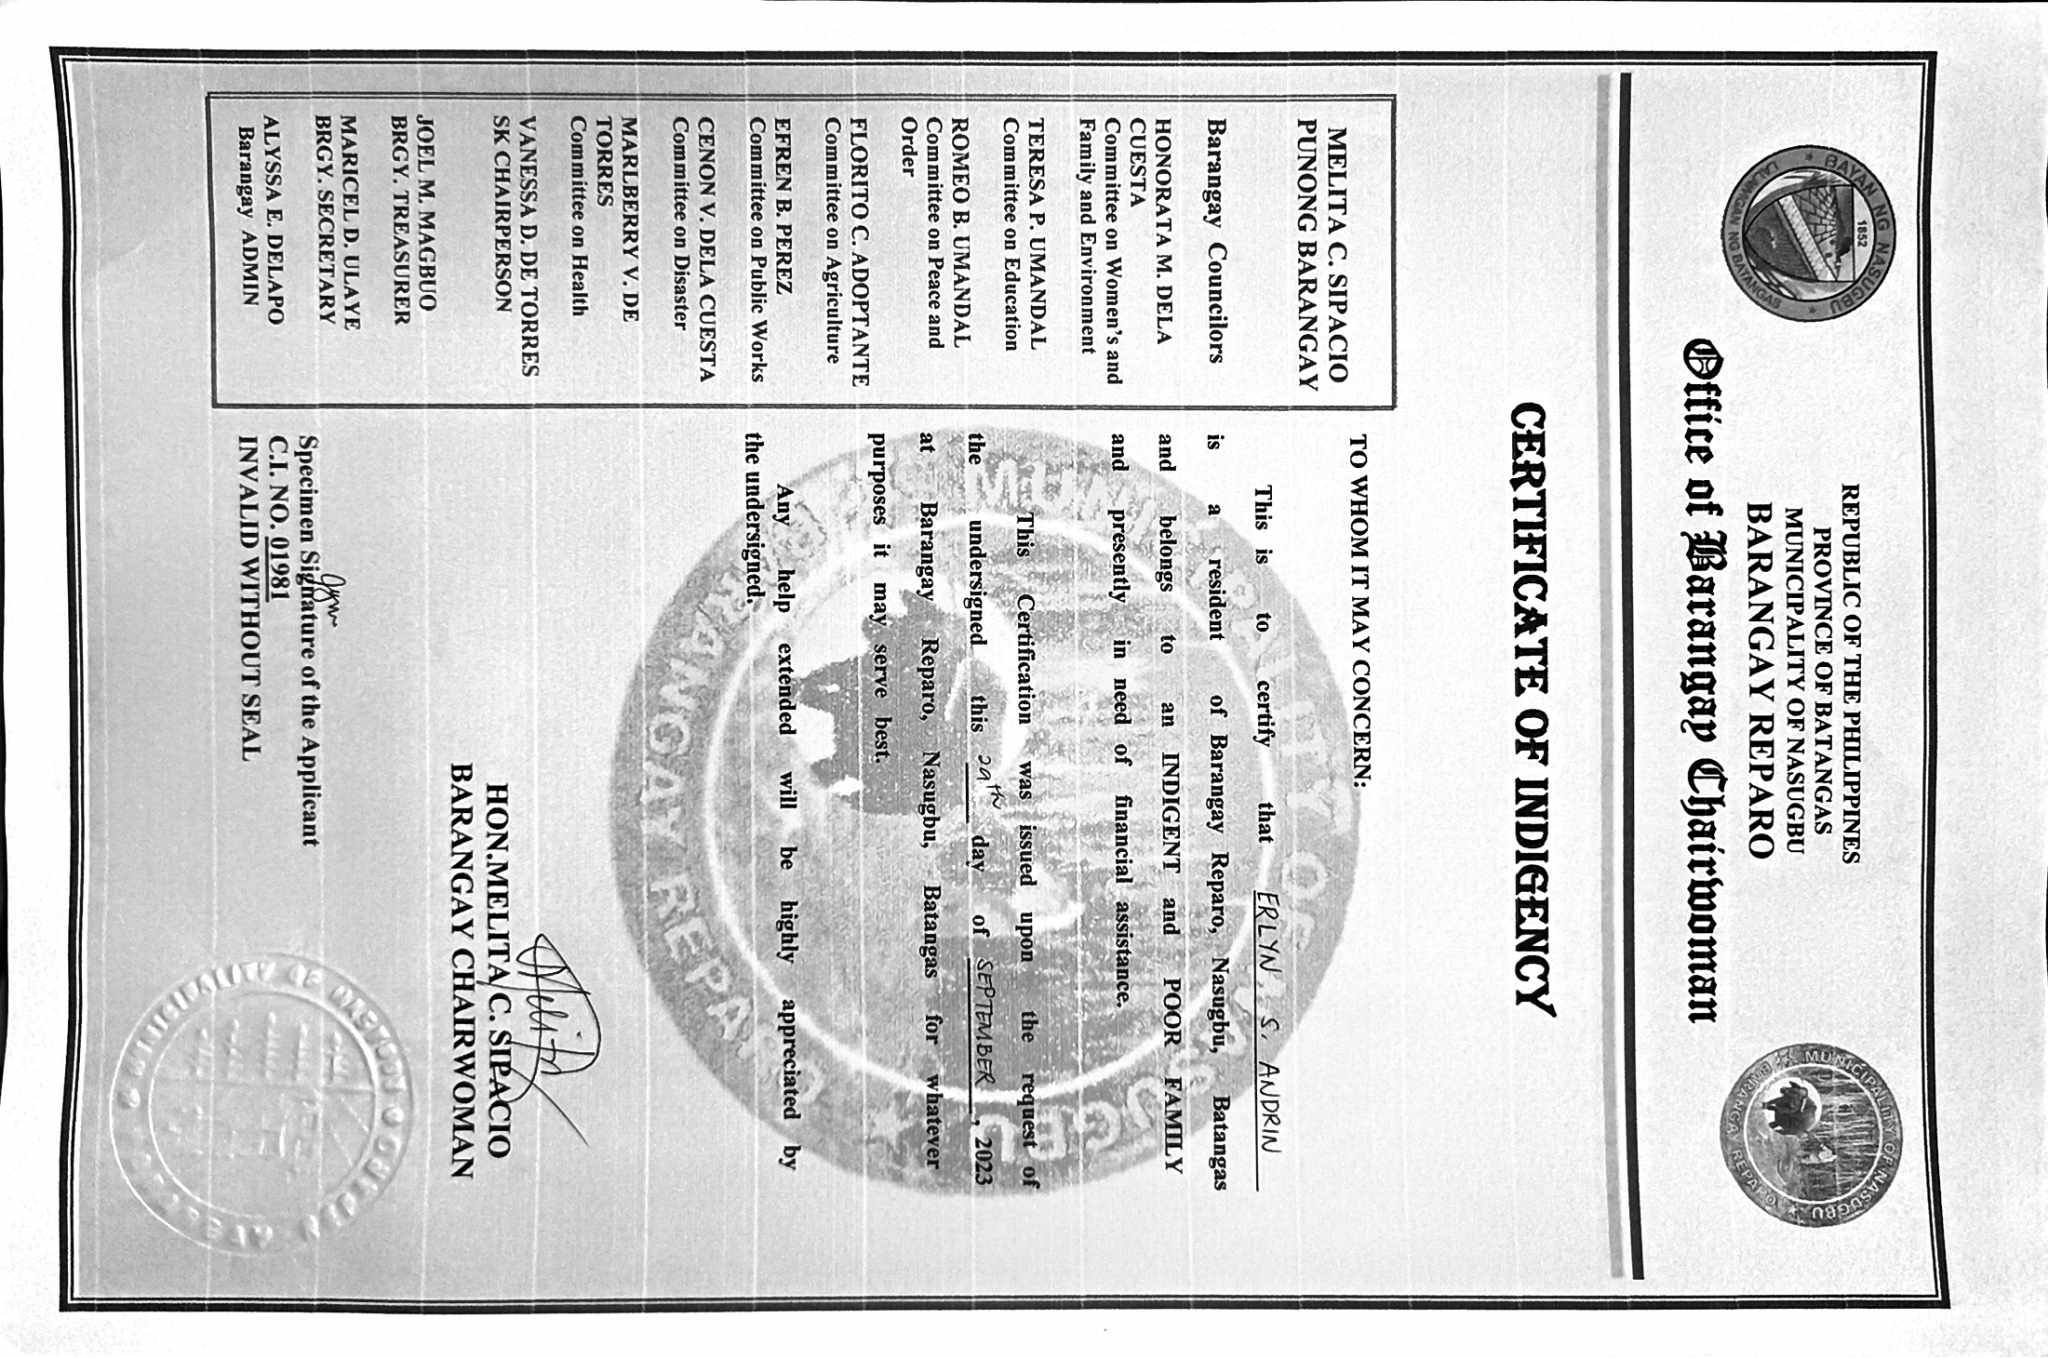 REPUBLIC OF THE PHILIPPINES
PROVINCE OF BATANGAS
MUNICIPALITY OF NASUGBU
BARANGAY REPARO
Office of Barangay Chairwoman
BAYAN NG NASUGBU
LALAWIGAN NG BATANGAS
1852
MUNICIPALITY OF NASUGBU
BARANGAY REPARO
CERTIFICATE OF INDIGENCY
MELITA C. SIPACIO
PUNONG BARANGAY
Barangay Councilors
HONORATA M. DELA
CUESTA
Committee on Women's and
Family and Environment
TERESA P. UMANDAL
Committee on Education
ROMEO B. UMANDAL
Committee on Peace and
Order
FLORITO C. ADOPTANTE
Committee on Agriculture
EFREN B. PEREZ
Committee on Public Works
CENON V. DELA CUESTA
Committee on Disaster
MARLBERRY V. DE
TORRES
Committee on Health
VANESSA D. DE TORRES
SK CHAIRPERSON
JOEL M. MAGBUO
BRGY. TREASURER
MARICEL D. ULAYE
BRGY. SECRETARY
ALYSSA E. DELAPO
Barangay ADMIN
TO WHOM IT MAY CONCERN:
This is to certify that ERLYN S. ANDRIN
is a resident of Barangay Reparo, Nasugbu, Batangas
and belongs to an INDIGENT and POOR FAMILY
and presently in need of financial assistance.
This Certification was issued upon the request of
the undersigned this 29th day of SEPTEMBER, 2023
at Barangay Reparo, Nasugbu, Batangas for whatever
purposes it may serve best.
Any help extended will be highly appreciated by
the undersigned.
MUNICIPALITY OF NASUGBU
BARANGAY REPARO
HON.MELITA C. SIPACIO
BARANGAY CHAIRWOMAN
Specimen Signature of the Applicant
C.I. NO. 01981
INVALID WITHOUT SEAL
MUNICIPALITY OF NASUGBU